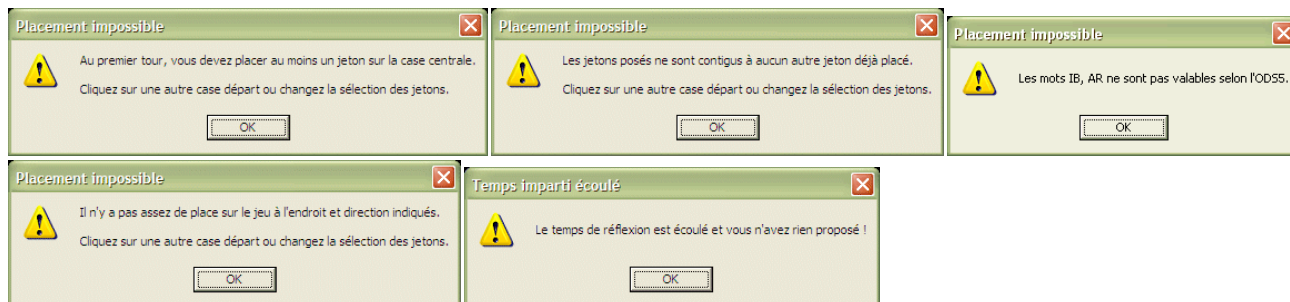 Placement impossible
Au premier tour, vous devez placer au moins un jeton sur la case centrale.
Cliquez sur une autre case départ ou changez la sélection des jetons.
OK
Placement impossible
Les jetons posés ne sont contigus à aucun autre jeton déjà placé.
Cliquez sur une autre case départ ou changez la sélection des jetons.
OK
Placement impossible
Les mots IB, AR ne sont pas valables selon l'ODS5.
OK
Placement impossible
Il n'y a pas assez de place sur le jeu à l'endroit et direction indiqués.
Cliquez sur une autre case départ ou changez la sélection des jetons.
OK
Temps imparti écoulé
Le temps de réflexion est écoulé et vous n'avez rien proposé !
OK